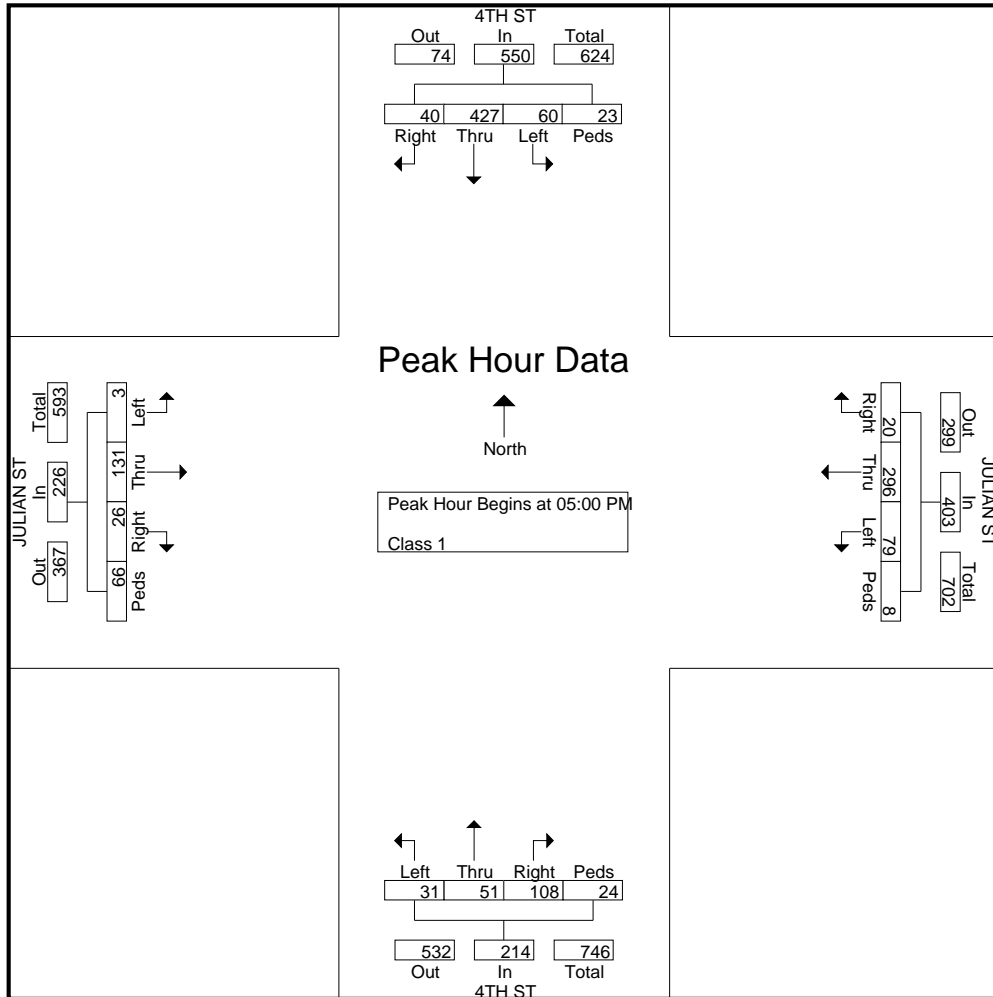 4TH ST
Out In Total
74 550 624
40 427 60 23
Right Thru Left Peds
Peak Hour Data
North
Peak Hour Begins at 05:00 PM
Class 1
JULIAN ST
Total In Out
593 226 367
3 131 26 66
Left Thru Right Peds
Right Thru Left Peds
20 296 79 8
299 403 702
Out In Total
JULIAN ST
Left Thru Right Peds
31 51 108 24
532 214 746
Out In Total
4TH ST